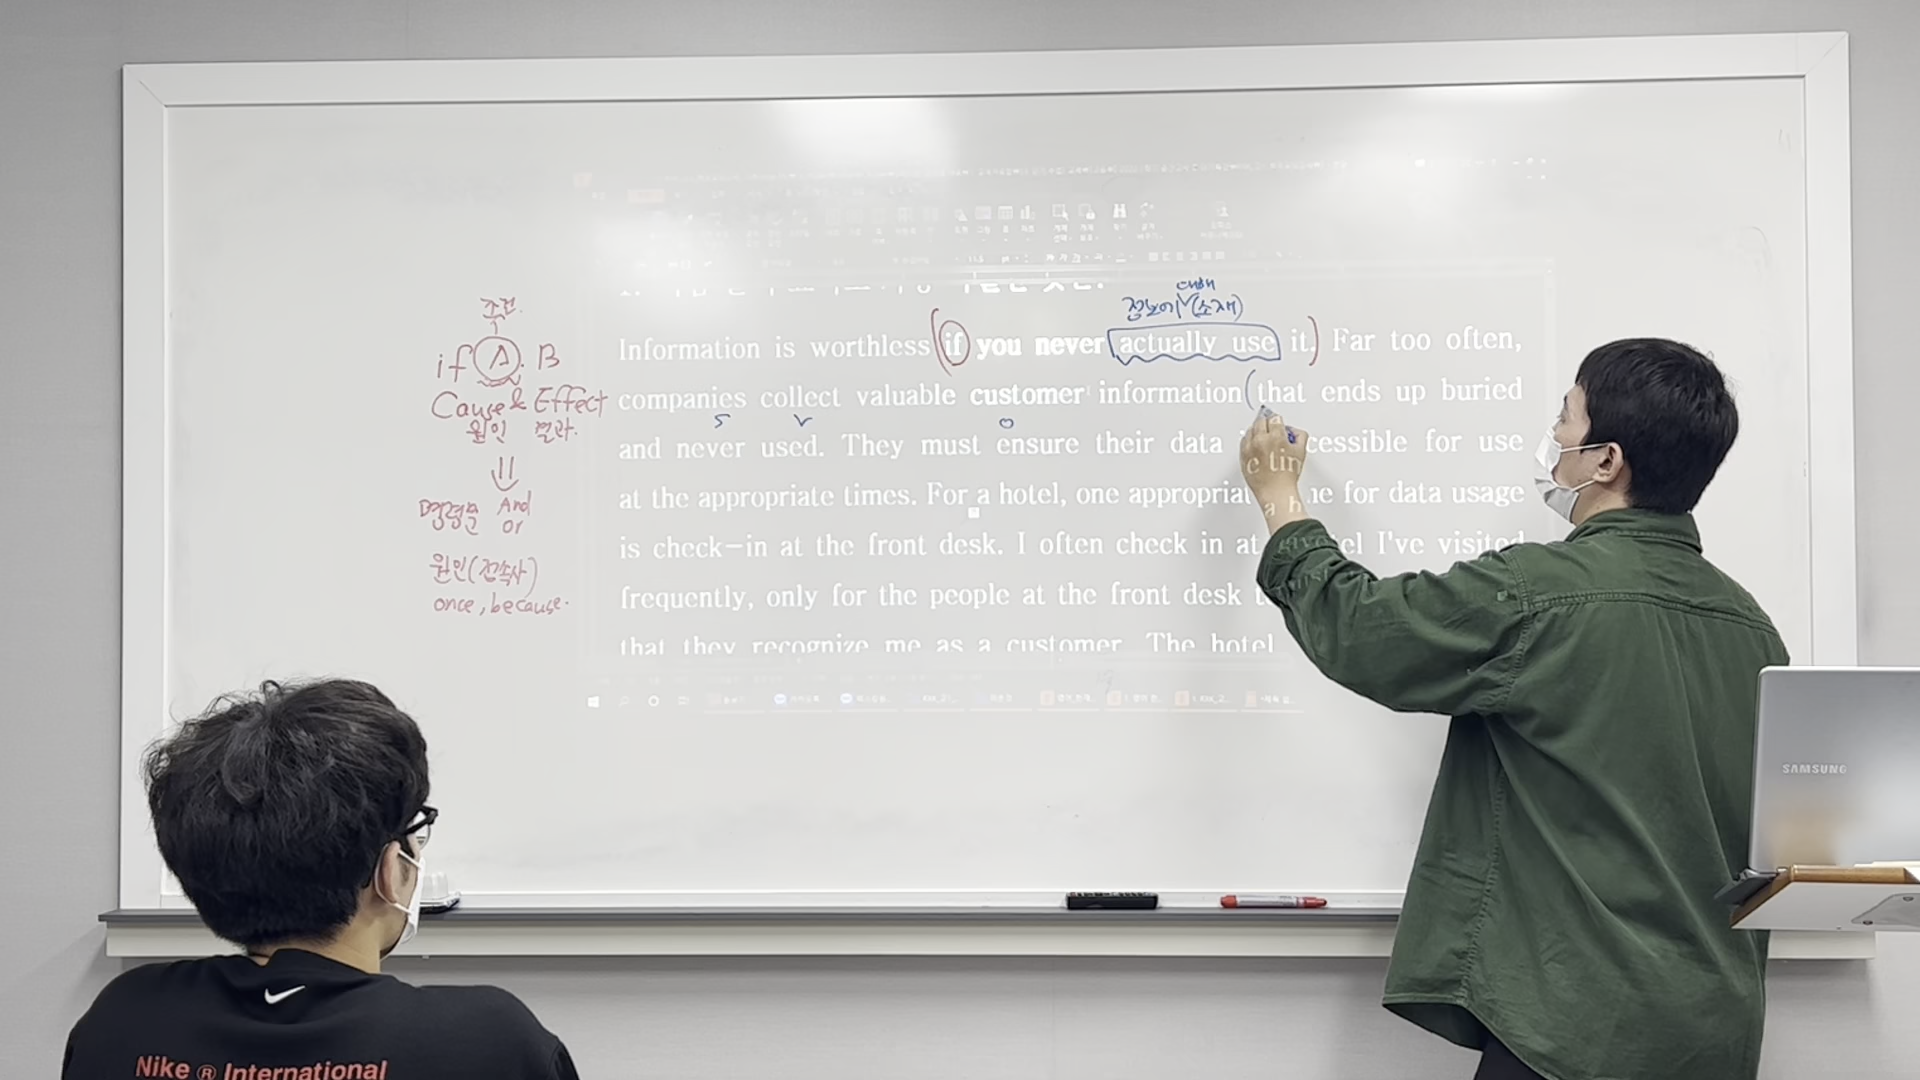 조건
if A. B
Cause & Effect
원인 결과.
명령문 And
or
원인(접속사)
once, because.
대해
정보에 (소재)
Information is worthless (if you never actually use it.) Far too often,
companies collect valuable customer information (that ends up buried
S V O
and never used. They must ensure their data cessible for use
at the appropriate times. For a hotel, one appropriat ne for data usage
is check-in at the front desk. I often check in at el I've visited
frequently, only for the people at the front desk
that they recognize me as a customer. The hotel
SAMSUNG
Nike ® International